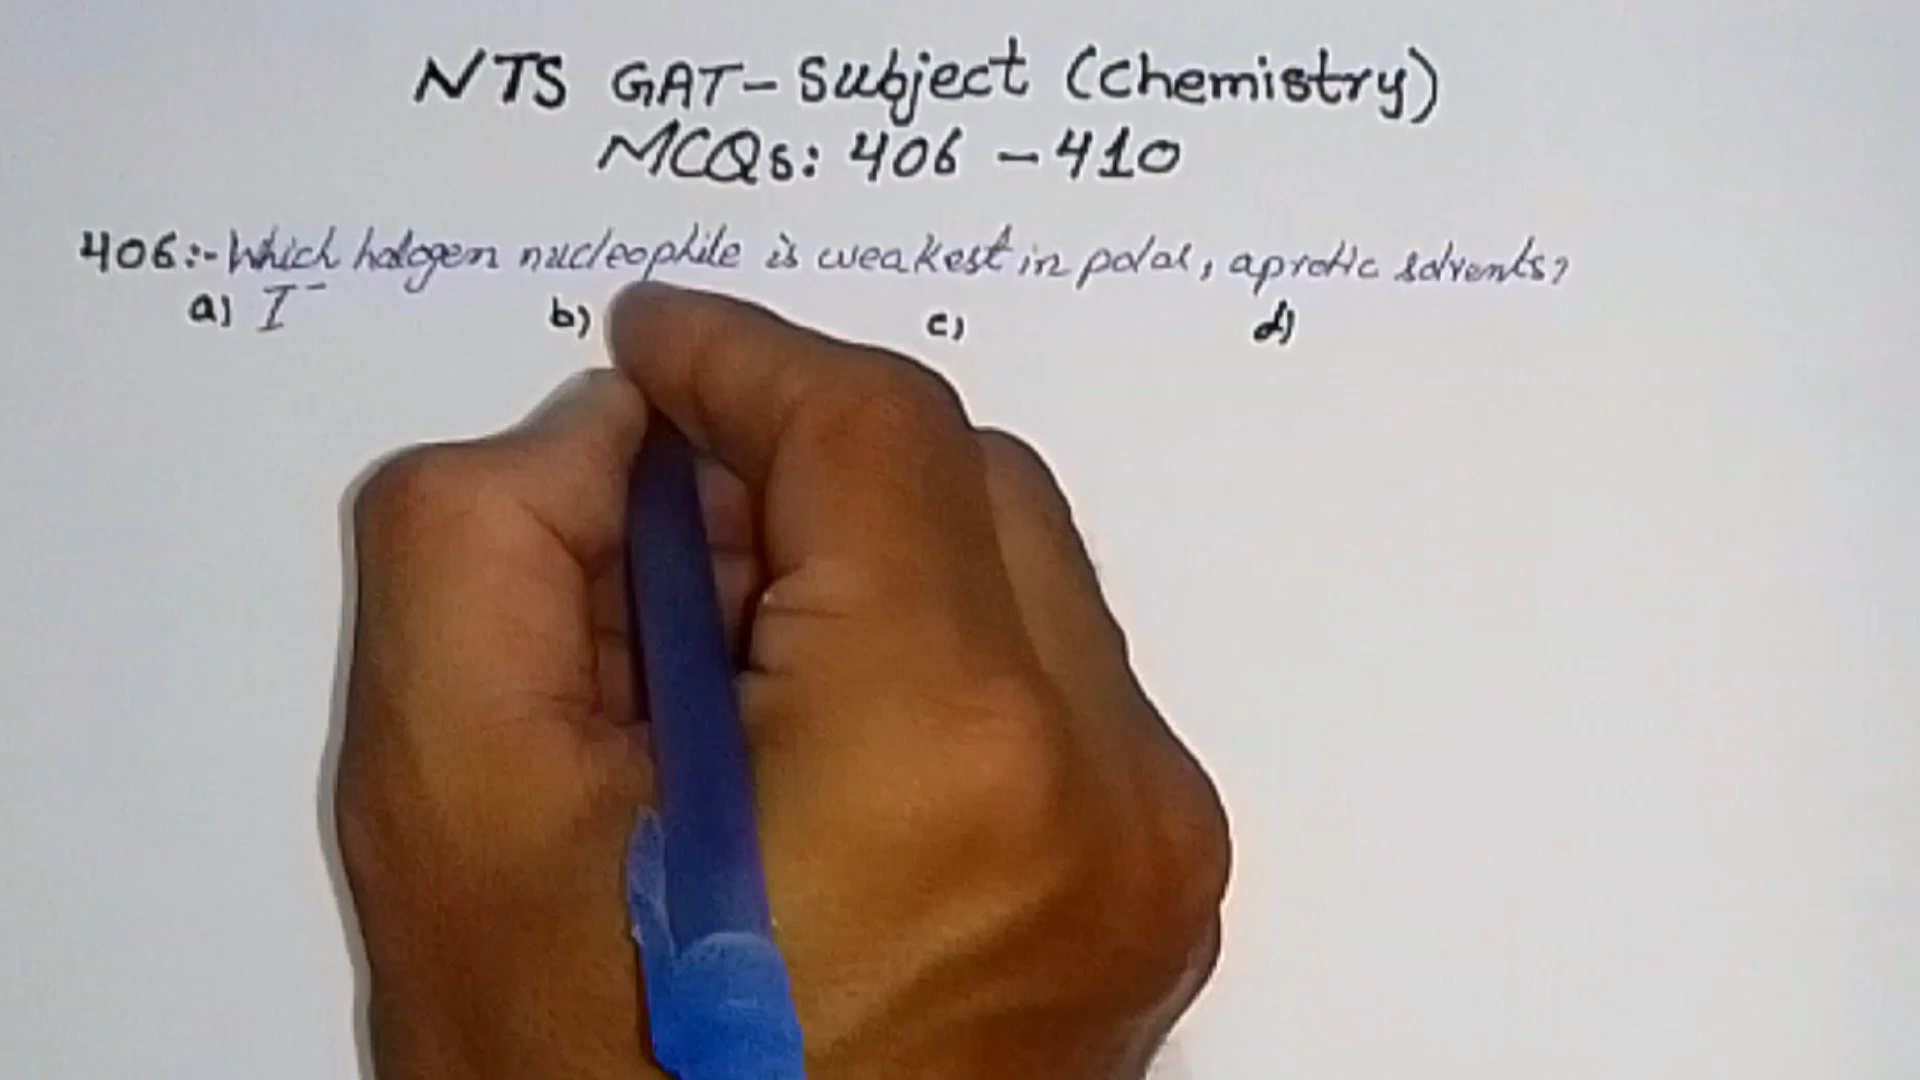 NTS GAT-Subject (Chemistry)
MCQs: 406 - 410
406:- Which halogen nucleophile is weakest in polar, aprotic solvents?
a) I⁻ b) c) d)